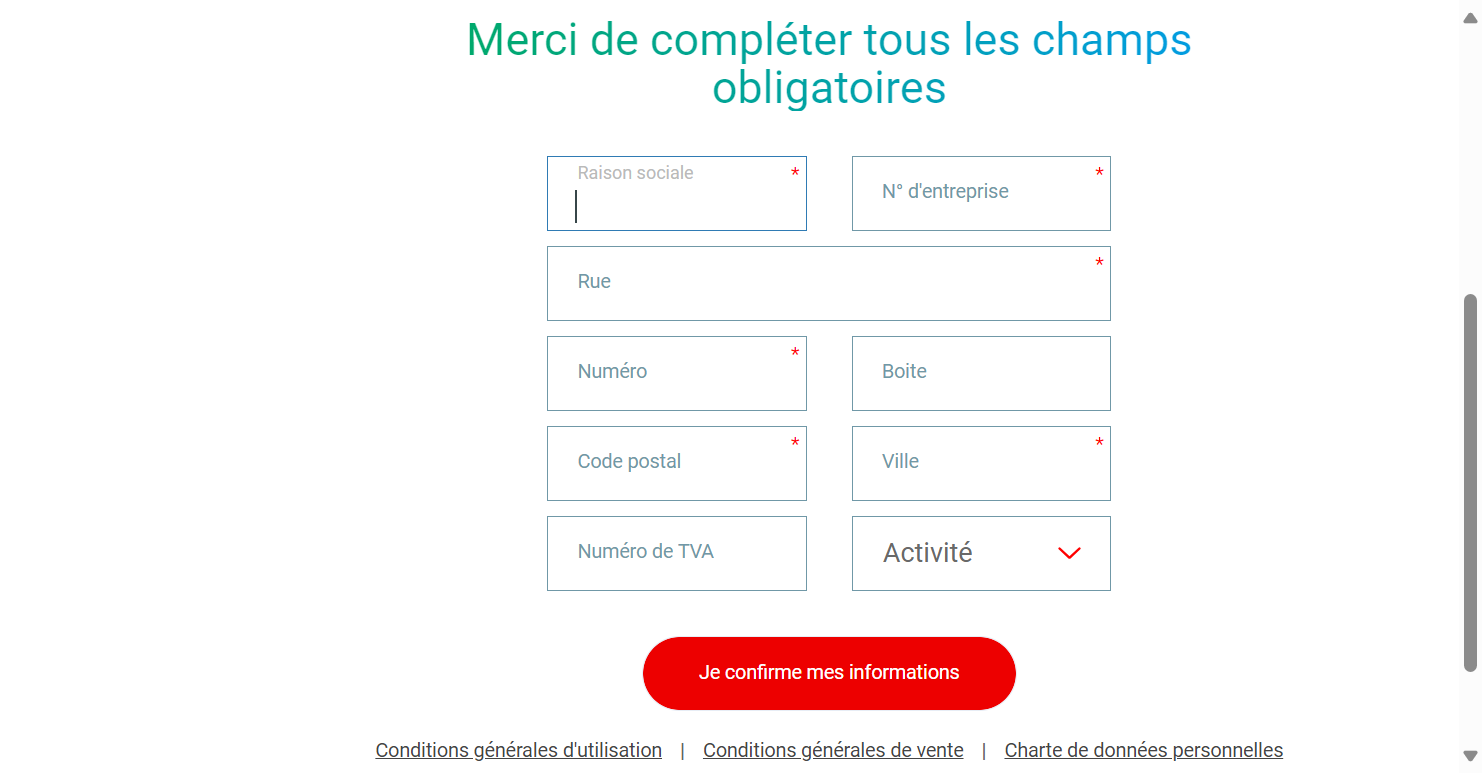 Merci de compléter tous les champs
obligatoires
Raison sociale *
N° d'entreprise *
Rue *
Numéro *
Boite
Code postal *
Ville *
Numéro de TVA
Activité
Je confirme mes informations
Conditions générales d'utilisation | Conditions générales de vente | Charte de données personnelles